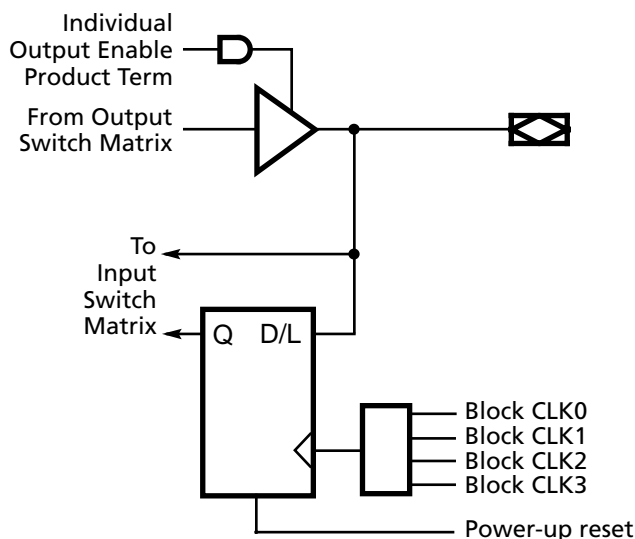 Individual
Output Enable
Product Term
From Output
Switch Matrix
To
Input
Switch
Matrix
Q D/L
Block CLK0
Block CLK1
Block CLK2
Block CLK3
Power-up reset